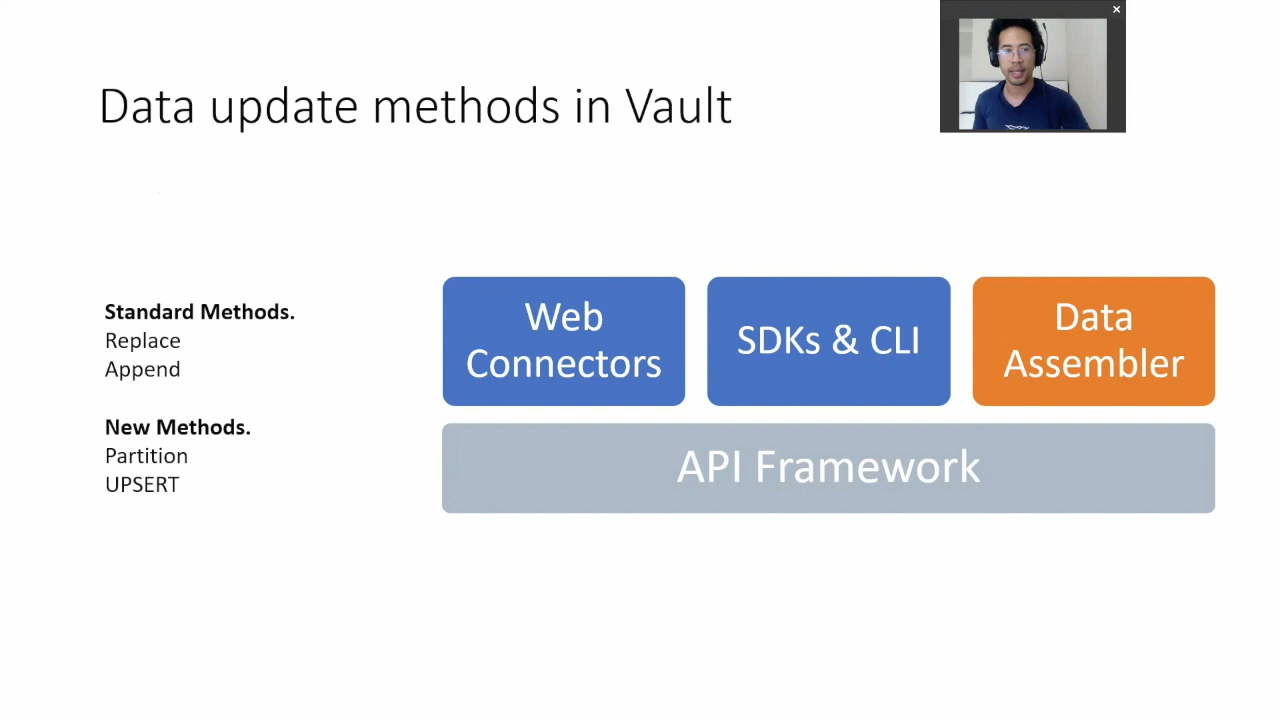 Data update methods in Vault
Standard Methods.
Replace
Append
New Methods.
Partition
UPSERT
Web
Connectors
SDKs & CLI
Data
Assembler
API Framework